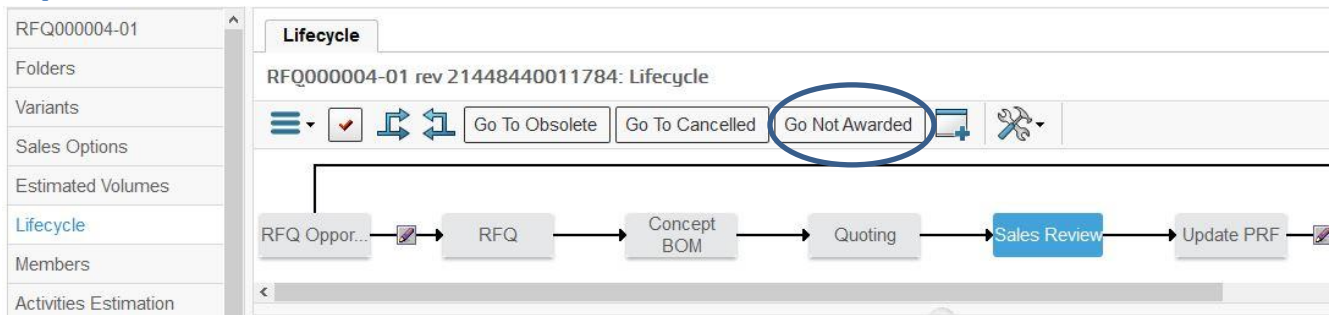 RFQ000004-01
Folders
Variants
Sales Options
Estimated Volumes
Lifecycle
Members
Activities Estimation
Lifecycle
RFQ000004-01 rev 21448440011784: Lifecycle
Go To Obsolete Go To Cancelled Go Not Awarded
RFQ Oppor... RFQ Concept BOM Quoting Sales Review Update PRF